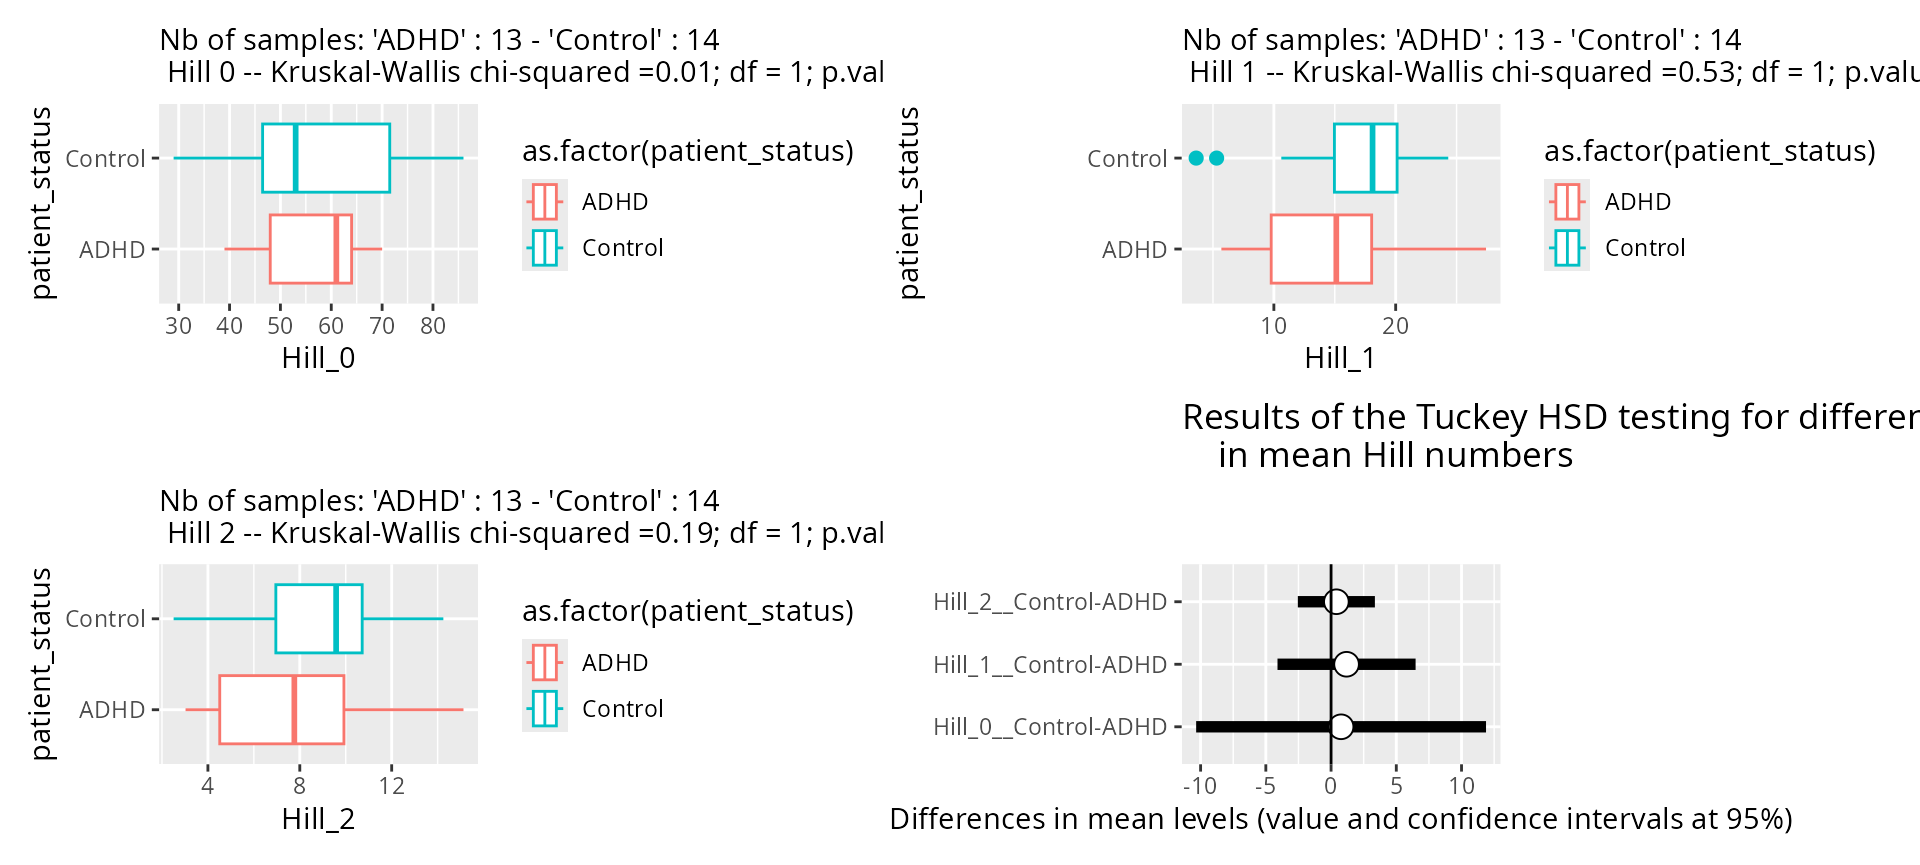 Nb of samples: 'ADHD' : 13 - 'Control' : 14
Hill 0 -- Kruskal-Wallis chi-squared =0.01; df = 1; p.val
patient_status
Control
ADHD
30 40 50 60 70 80
Hill_0
as.factor(patient_status)
ADHD
Control
Nb of samples: 'ADHD' : 13 - 'Control' : 14
Hill 1 -- Kruskal-Wallis chi-squared =0.53; df = 1; p.valu
patient_status
Control
ADHD
10 20
Hill_1
as.factor(patient_status)
ADHD
Control
Nb of samples: 'ADHD' : 13 - 'Control' : 14
Hill 2 -- Kruskal-Wallis chi-squared =0.19; df = 1; p.val
patient_status
Control
ADHD
4 8 12
Hill_2
as.factor(patient_status)
ADHD
Control
Results of the Tuckey HSD testing for differen
in mean Hill numbers
Hill_2__Control-ADHD
Hill_1__Control-ADHD
Hill_0__Control-ADHD
-10 -5 0 5 10
Differences in mean levels (value and confidence intervals at 95%)